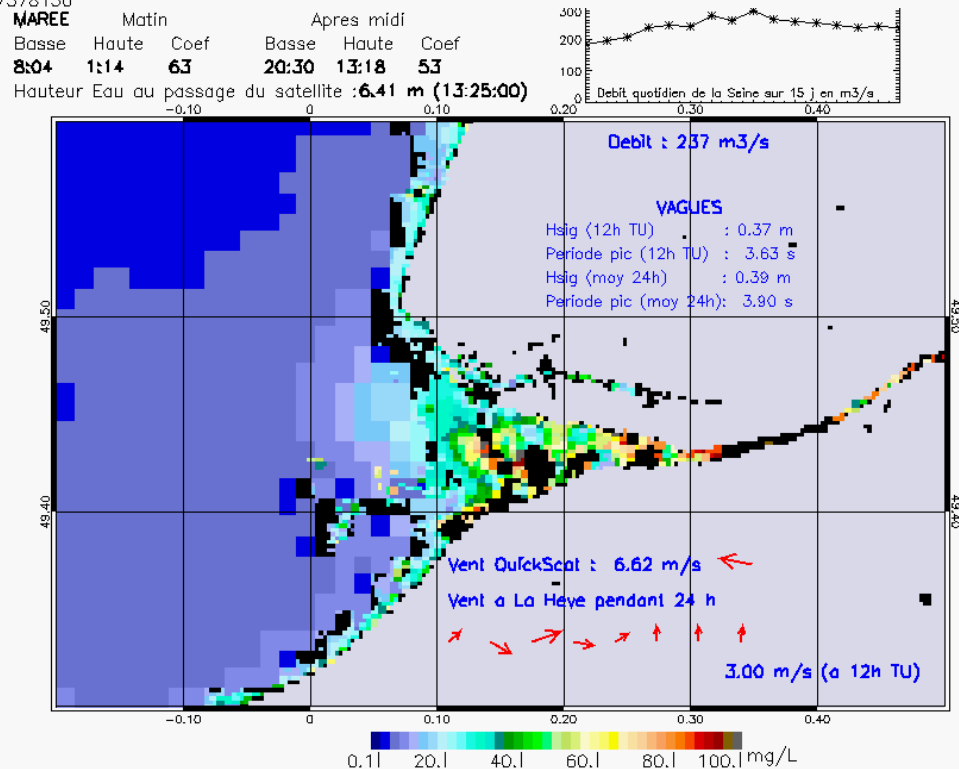 MAREE Matin Apres midi
Basse Haute Coef Basse Haute Coef
8:04 1:14 63 20:30 13:18 53
Hauteur Eau au passage du satellite :6.41 m (13:25:00)
300
200
100
0
Debit quotidien de la Seine sur 15 j en m3/s
-0.10 0 0.10 0.20 0.30 0.40
Debit : 237 m3/s
VAGUES
Hsig (12h TU) : 0.37 m
Periode pic (12h TU) : 3.63 s
Hsig (moy 24h) : 0.39 m
Periode pic (moy 24h): 3.90 s
49.50 49.50
49.40 49.40
Vent QuickScat : 6.62 m/s
Vent a La Heve pendant 24 h
3.00 m/s (a 12h TU)
-0.10 0 0.10 0.20 0.30 0.40
0.1| 20.| 40.| 60.| 80.| 100.| mg/L